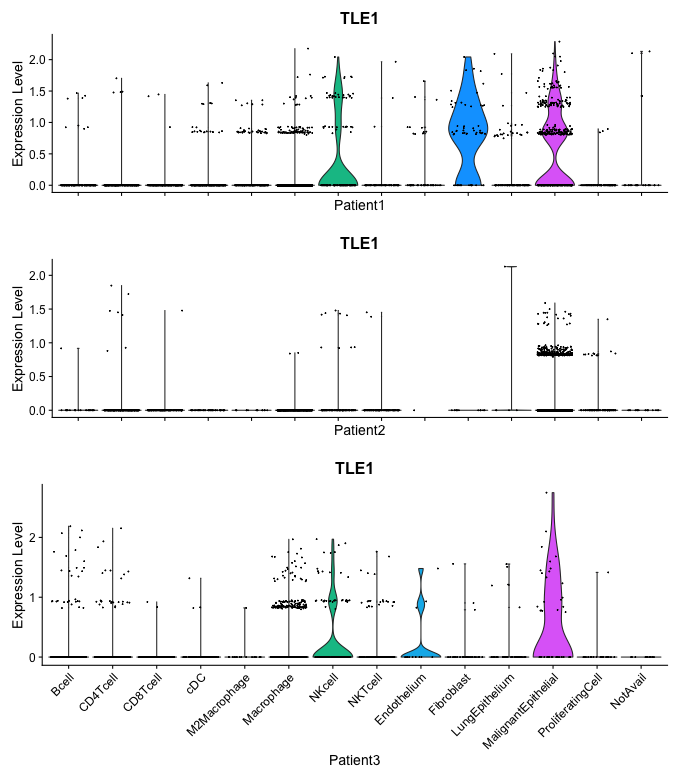 TLE1
Expression Level
2.0
1.5
1.0
0.5
0.0
Patient1
TLE1
Expression Level
2.0
1.5
1.0
0.5
0.0
Patient2
TLE1
Expression Level
2
1
0
Bcell
CD4Tcell
CD8Tcell
cDC
M2Macrophage
Macrophage
NKcell
NKTcell
Endothelium
Fibroblast
LungEpithelium
MalignantEpithelial
ProliferatingCell
NotAvail
Patient3